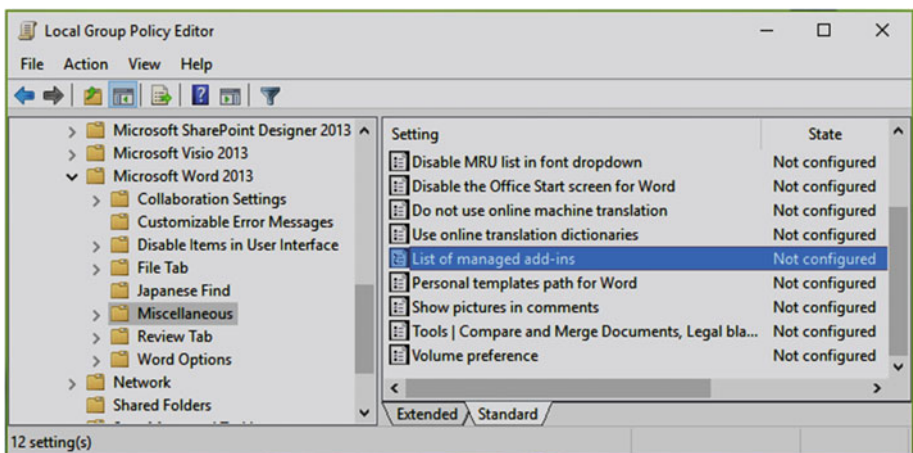 Local Group Policy Editor
File Action View Help
Microsoft SharePoint Designer 2013
Microsoft Visio 2013
Microsoft Word 2013
Collaboration Settings
Customizable Error Messages
Disable Items in User Interface
File Tab
Japanese Find
Miscellaneous
Review Tab
Word Options
Network
Shared Folders
Setting State
Disable MRU list in font dropdown Not configured
Disable the Office Start screen for Word Not configured
Do not use online machine translation Not configured
Use online translation dictionaries Not configured
List of managed add-ins Not configured
Personal templates path for Word Not configured
Show pictures in comments Not configured
Tools | Compare and Merge Documents, Legal bla... Not configured
Volume preference Not configured
Extended Standard
12 setting(s)